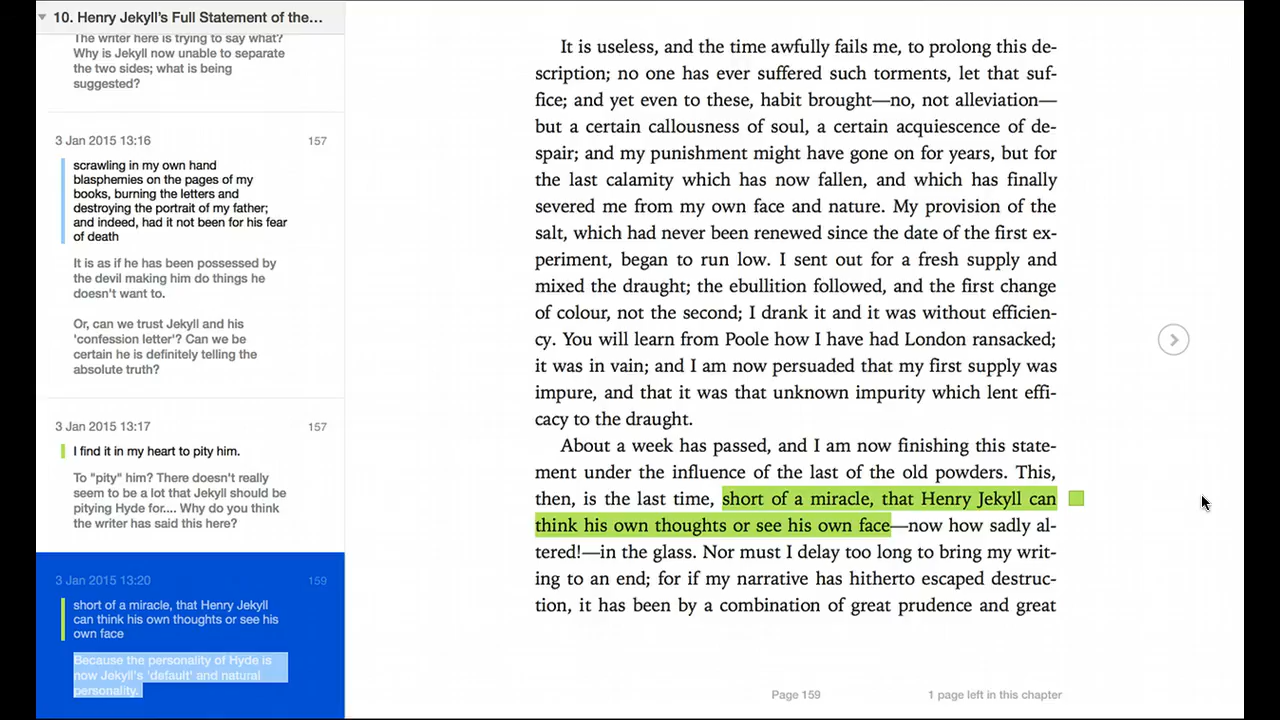 10. Henry Jekyll’s Full Statement of the…
The writer here is trying to say what?
Why is Jekyll now unable to separate
the two sides; what is being
suggested?
3 Jan 2015 13:16 157
scrawling in my own hand
blasphemies on the pages of my
books, burning the letters and
destroying the portrait of my father;
and indeed, had it not been for his fear
of death
It is as if he has been possessed by
the devil making him do things he
doesn't want to.
Or, can we trust Jekyll and his
'confession letter'? Can we be
certain he is definitely telling the
absolute truth?
3 Jan 2015 13:17 157
I find it in my heart to pity him.
To "pity" him? There doesn't really
seem to be a lot that Jekyll should be
pitying Hyde for.... Why do you think
the writer has said this here?
3 Jan 2015 13:20 159
short of a miracle, that Henry Jekyll
can think his own thoughts or see his
own face
Because the personality of Hyde is
now Jekyll's 'default' and natural
personality.
It is useless, and the time awfully fails me, to prolong this de-
scription; no one has ever suffered such torments, let that suf-
fice; and yet even to these, habit brought—no, not alleviation—
but a certain callousness of soul, a certain acquiescence of de-
spair; and my punishment might have gone on for years, but for
the last calamity which has now fallen, and which has finally
severed me from my own face and nature. My provision of the
salt, which had never been renewed since the date of the first ex-
periment, began to run low. I sent out for a fresh supply and
mixed the draught; the ebullition followed, and the first change
of colour, not the second; I drank it and it was without efficien-
cy. You will learn from Poole how I have had London ransacked;
it was in vain; and I am now persuaded that my first supply was
impure, and that it was that unknown impurity which lent effi-
cacy to the draught.
About a week has passed, and I am now finishing this state-
ment under the influence of the last of the old powders. This,
then, is the last time, short of a miracle, that Henry Jekyll can
think his own thoughts or see his own face—now how sadly al-
tered!—in the glass. Nor must I delay too long to bring my writ-
ing to an end; for if my narrative has hitherto escaped destruc-
tion, it has been by a combination of great prudence and great
Page 159 1 page left in this chapter